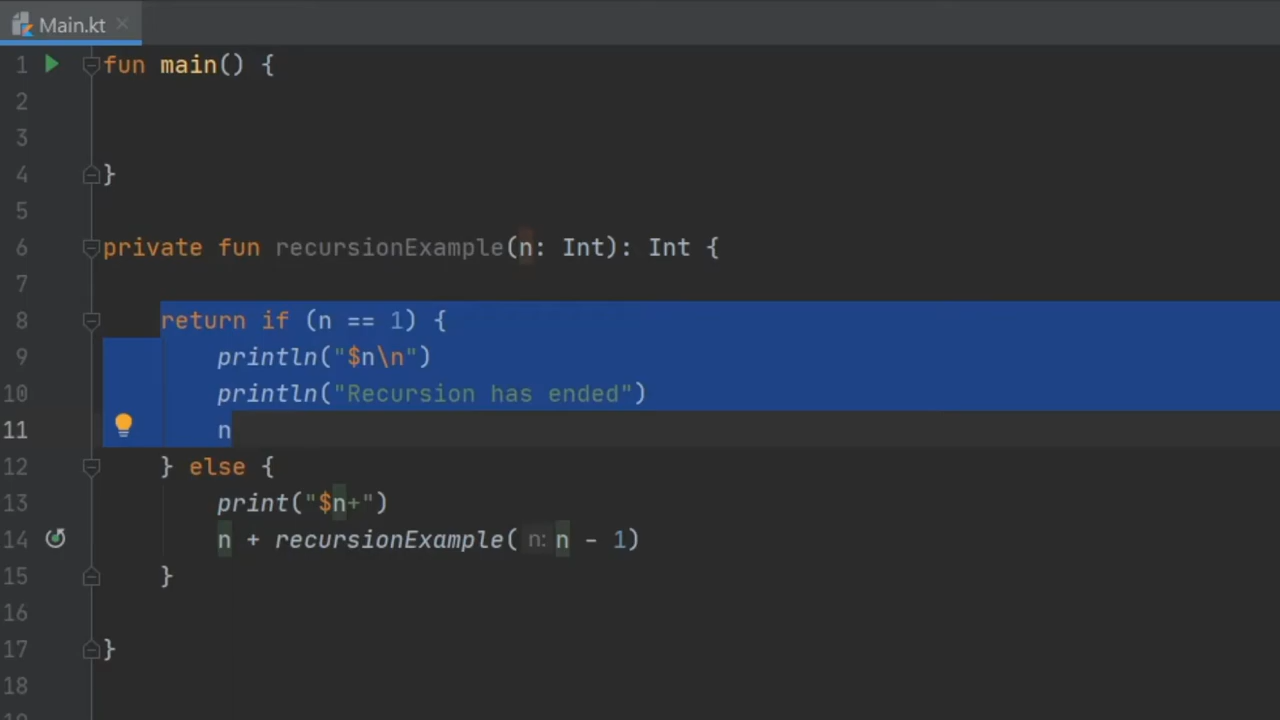 Main.kt
1 fun main() {
2
3
4 }
5
6 private fun recursionExample(n: Int): Int {
7
8 return if (n == 1) {
9 println("$n\n")
10 println("Recursion has ended")
11 n
12 } else {
13 print("$n+")
14 n + recursionExample( n: n - 1)
15 }
16
17 }
18